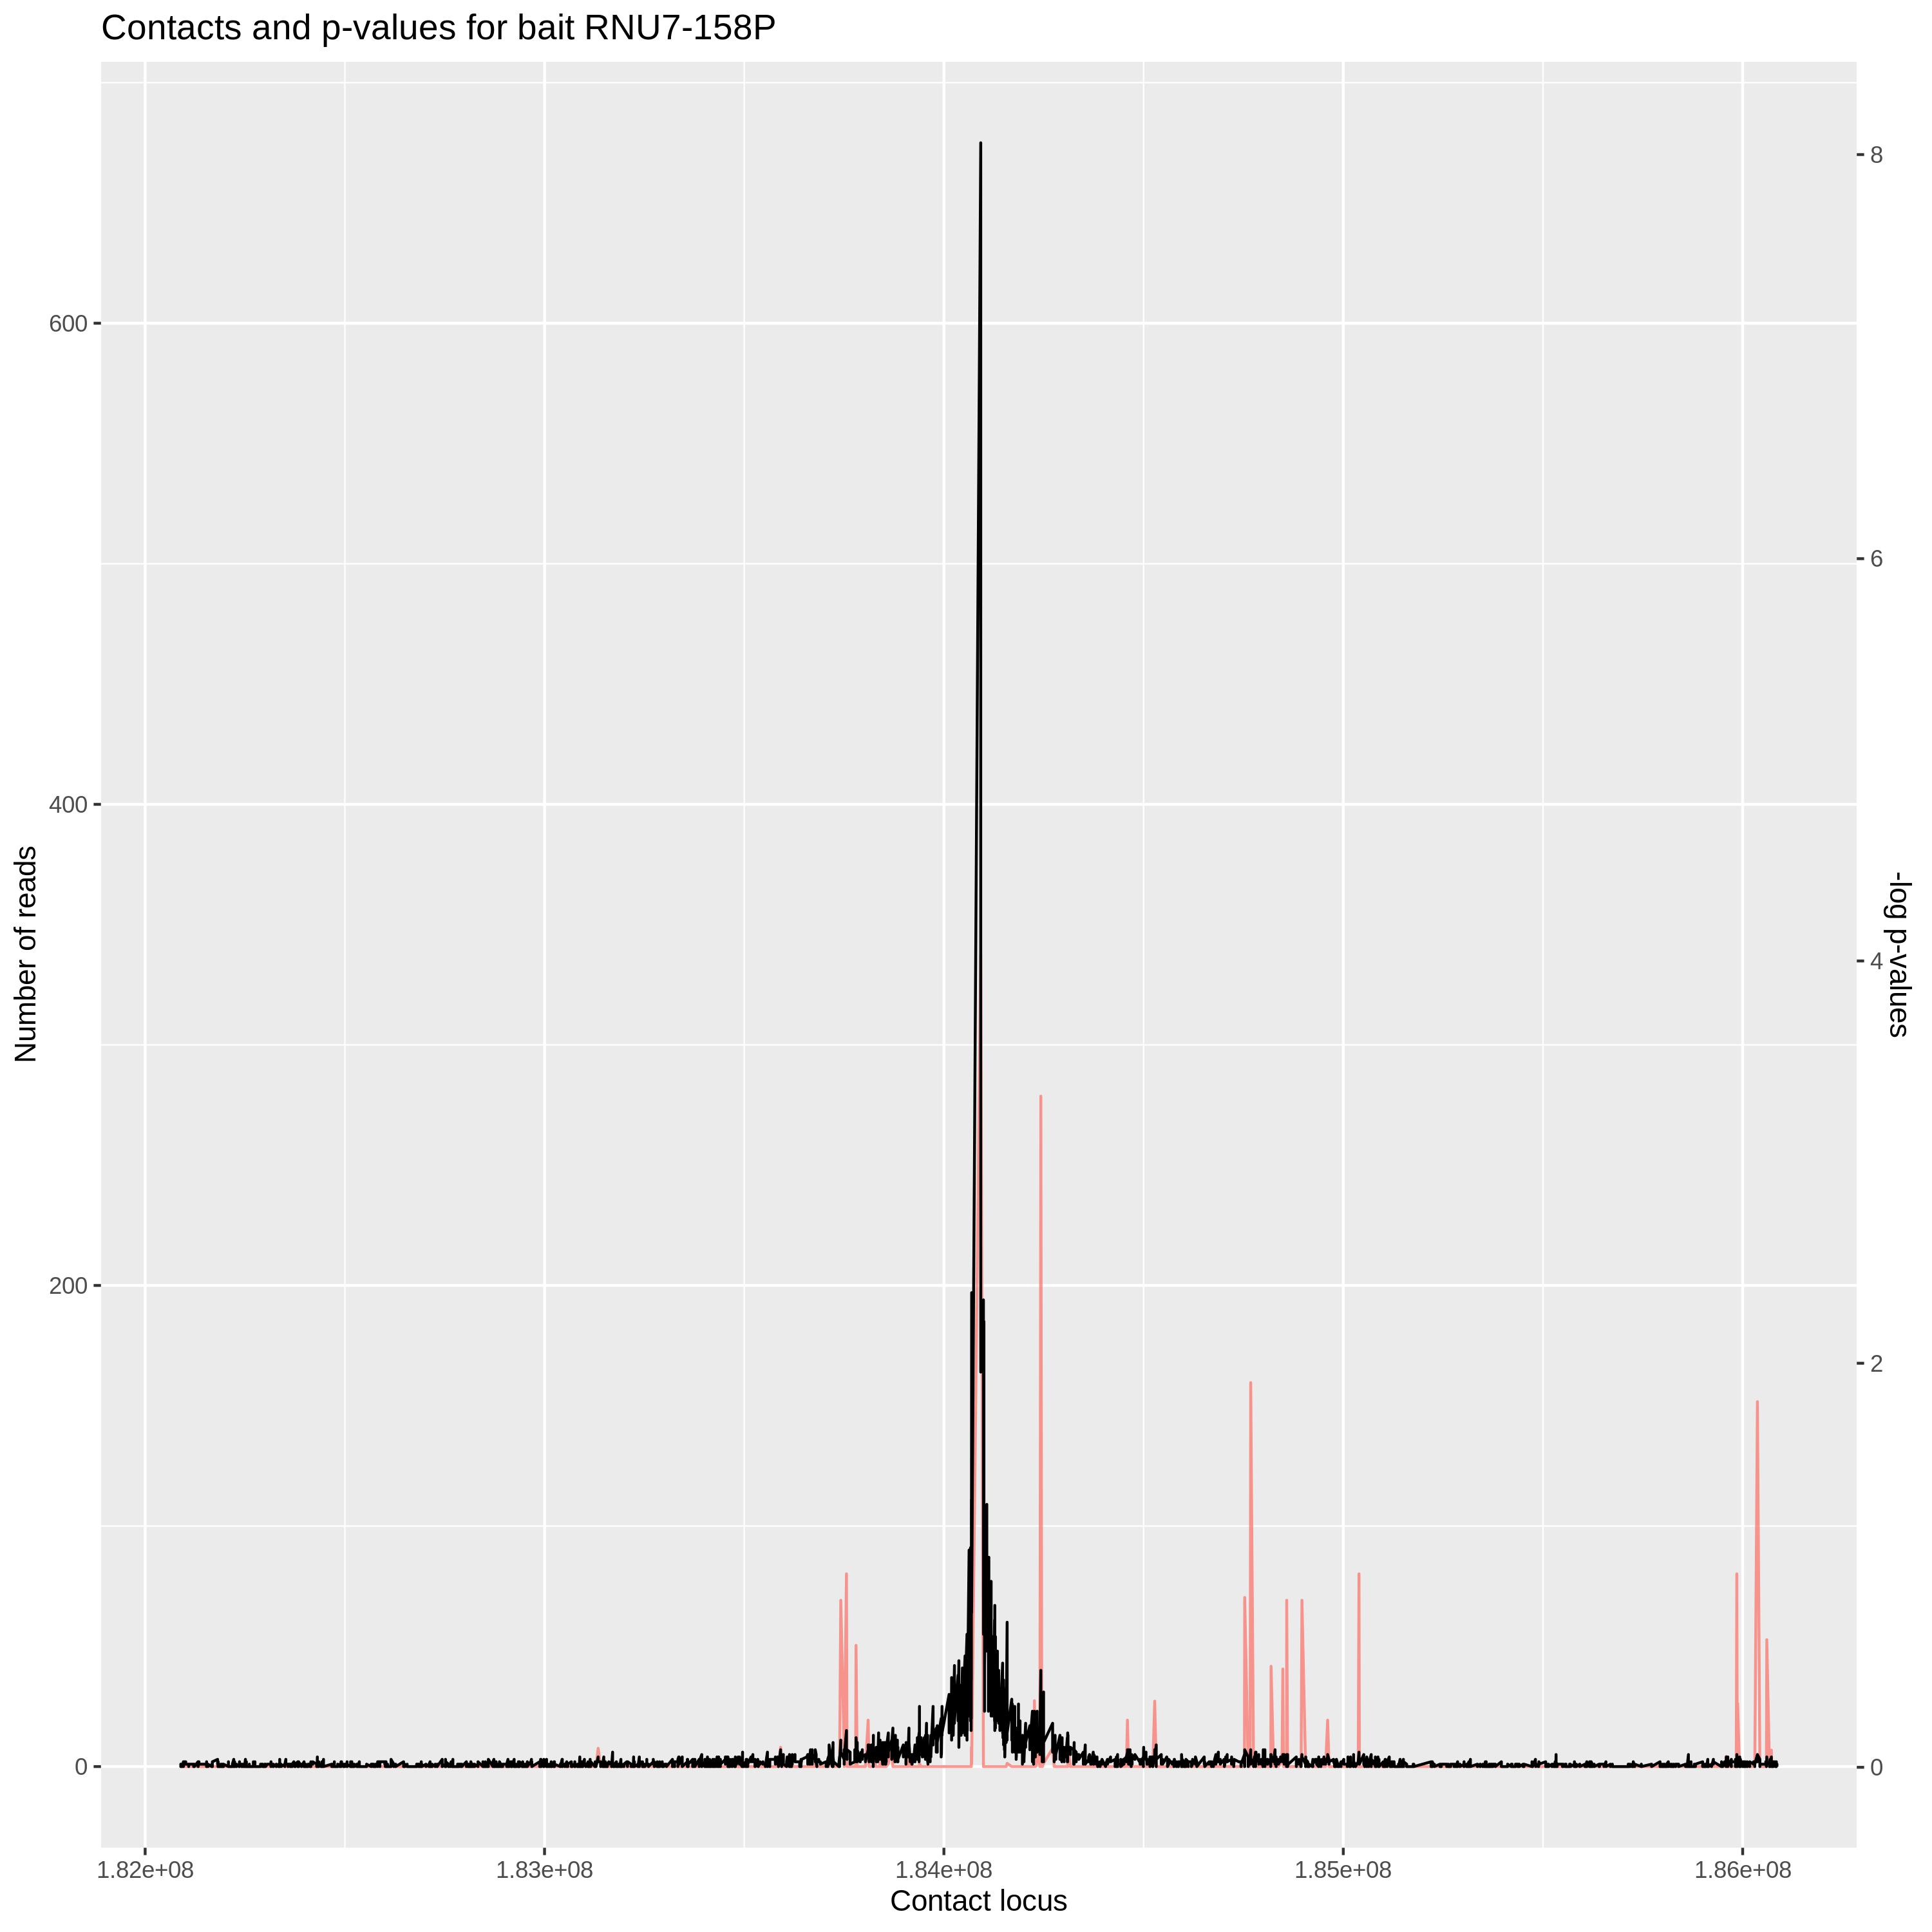 Contacts and p-values for bait RNU7-158P
600
400
200
0
8
6
4
2
0
Number of reads
-log p-values
1.82e+08
1.83e+08
1.84e+08
1.85e+08
1.86e+08
Contact locus